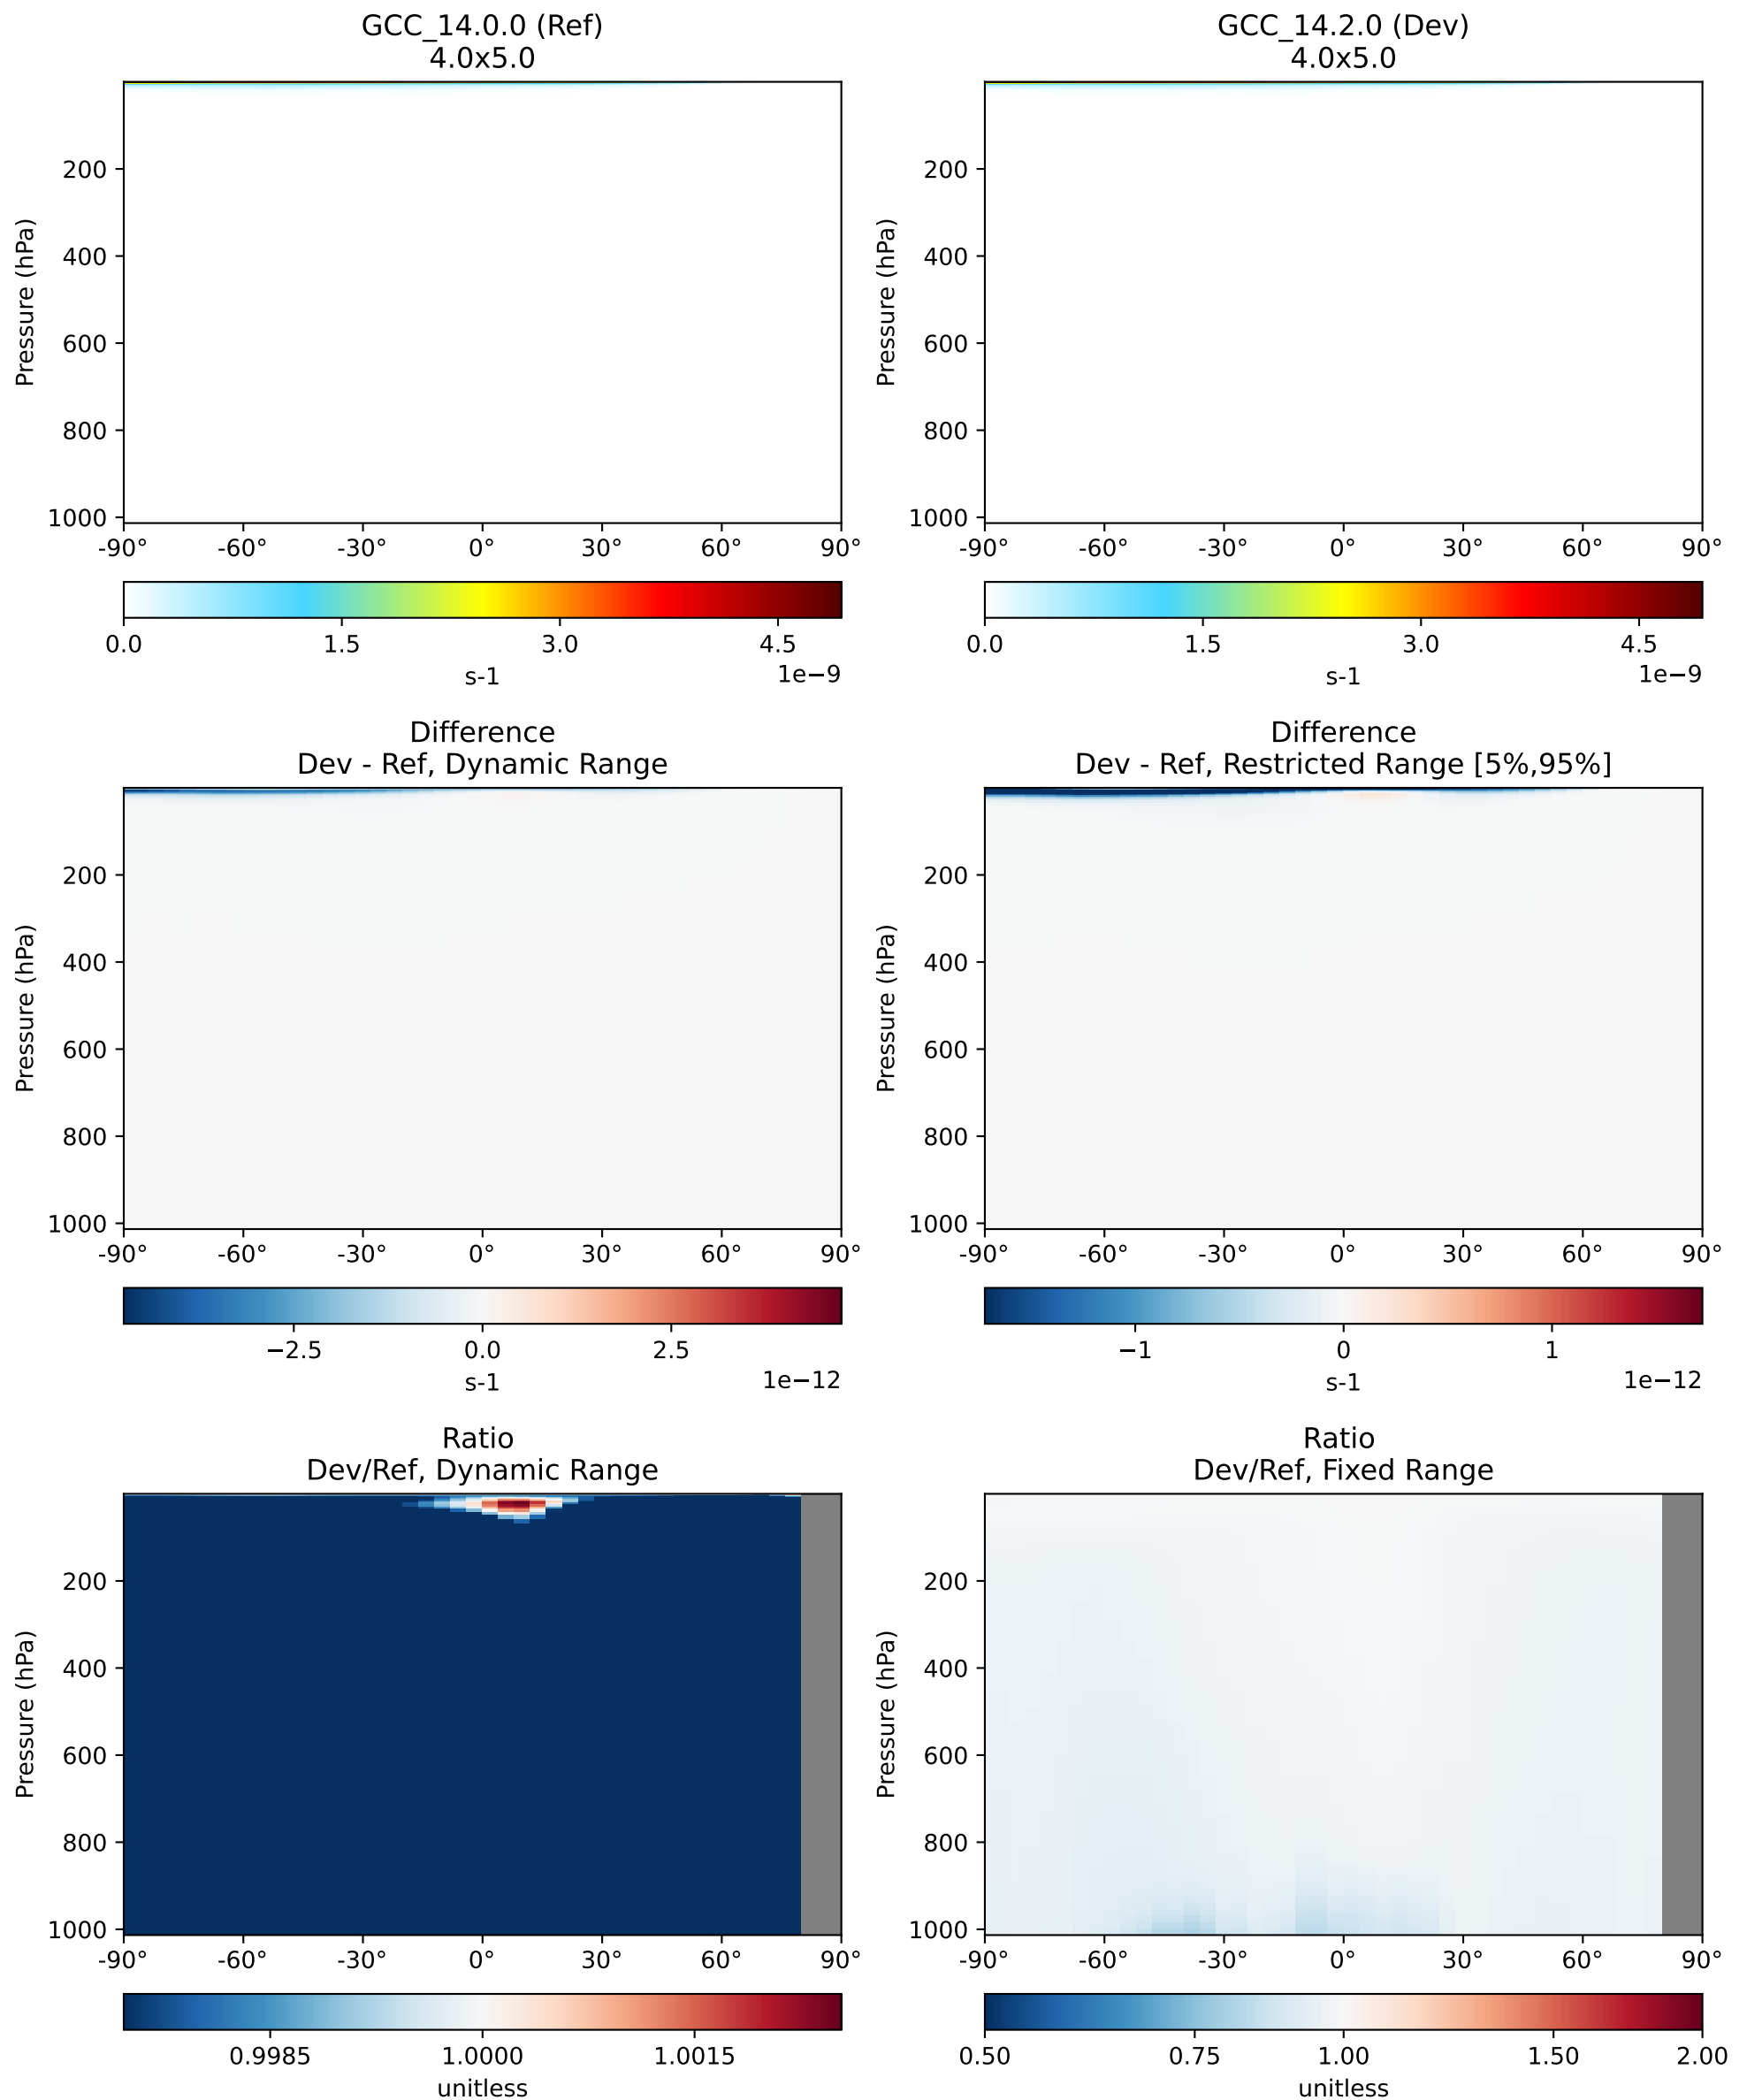 GCC_14.0.0 (Ref)
4.0x5.0
Pressure (hPa)
200
400
600
800
1000
-90° -60° -30° 0° 30° 60° 90°
0.0 1.5 3.0 4.5
s-1
1e−9
GCC_14.2.0 (Dev)
4.0x5.0
Pressure (hPa)
200
400
600
800
1000
-90° -60° -30° 0° 30° 60° 90°
0.0 1.5 3.0 4.5
s-1
1e−9
Difference
Dev - Ref, Dynamic Range
Pressure (hPa)
200
400
600
800
1000
-90° -60° -30° 0° 30° 60° 90°
−2.5 0.0 2.5
s-1
1e−12
Difference
Dev - Ref, Restricted Range [5%,95%]
Pressure (hPa)
200
400
600
800
1000
-90° -60° -30° 0° 30° 60° 90°
−1 0 1
s-1
1e−12
Ratio
Dev/Ref, Dynamic Range
Pressure (hPa)
200
400
600
800
1000
-90° -60° -30° 0° 30° 60° 90°
0.9985 1.0000 1.0015
unitless
Ratio
Dev/Ref, Fixed Range
Pressure (hPa)
200
400
600
800
1000
-90° -60° -30° 0° 30° 60° 90°
0.50 0.75 1.00 1.50 2.00
unitless